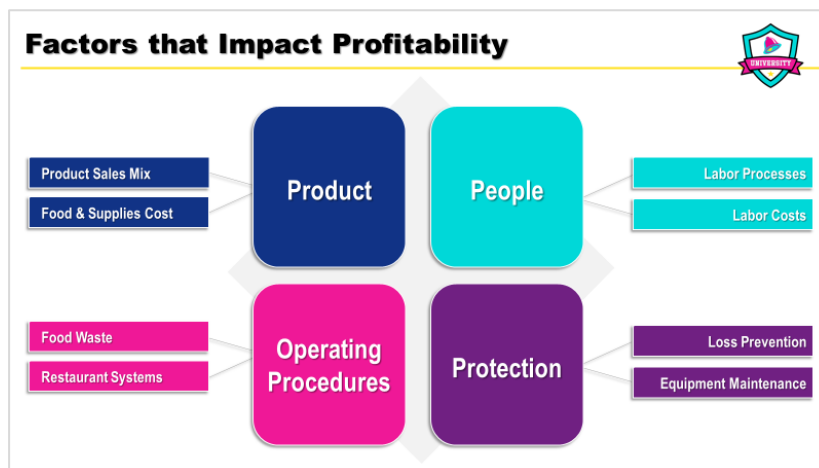 Factors that Impact Profitability
UNIVERSITY
Product Sales Mix
Food & Supplies Cost
Product
People
Labor Processes
Labor Costs
Food Waste
Restaurant Systems
Operating
Procedures
Protection
Loss Prevention
Equipment Maintenance